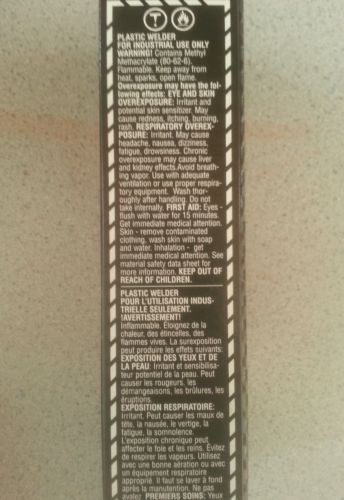 PLASTIC WELDER
FOR INDUSTRIAL USE ONLY
WARNING! Contains Methyl
Methacrylate (80-62-6).
Flammable. Keep away from
heat, sparks, open flame.
Overexposure may have the fol-
lowing effects: EYE AND SKIN
OVEREXPOSURE: Irritant and
potential skin sensitizer. May
cause redness, itching, burning,
rash. RESPIRATORY OVEREX-
POSURE: Irritant. May cause
headache, nausea, dizziness,
fatigue, drowsiness. Chronic
overexposure may cause liver
and kidney effects.Avoid breath-
ing vapor. Use with adequate
ventilation or use proper respira-
tory equipment. Wash thor-
oughly after handling. Do not
take internally. FIRST AID: Eyes -
flush with water for 15 minutes.
Get immediate medical attention.
Skin - remove contaminated
clothing, wash skin with soap
and water. Inhalation - get
immediate medical attention. See
material safety data sheet for
more information. KEEP OUT OF
REACH OF CHILDREN.
PLASTIC WELDER
POUR L'UTILISATION INDUS-
TRIELLE SEULEMENT.
!AVERTISSEMENT!
Inflammable. Éloignez de la
chaleur, des étincelles, des
flammes vives. La surexposition
peut produire les effets suivants:
EXPOSITION DES YEUX ET DE
LA PEAU: Irritant et sensibilisa-
teur potentiel de la peau. Peut
causer les rougeurs, les
démangeaisons, les brûlures, les
éruptions.
EXPOSITION RESPIRATOIRE:
Irritant. Peut causer les maux de
tête, la nausée, le vertige, la
fatigue, la somnolence.
L'exposition chronique peut
affecter le foie et les reins. Évitez
de respirer les vapeurs. Utilisez
avec une bonne aération ou avec
un équipement respiratoire
approprié. Il faut se laver à fond
après la manutention. Ne pas
avalez PREMIERS SOINS: Yeux